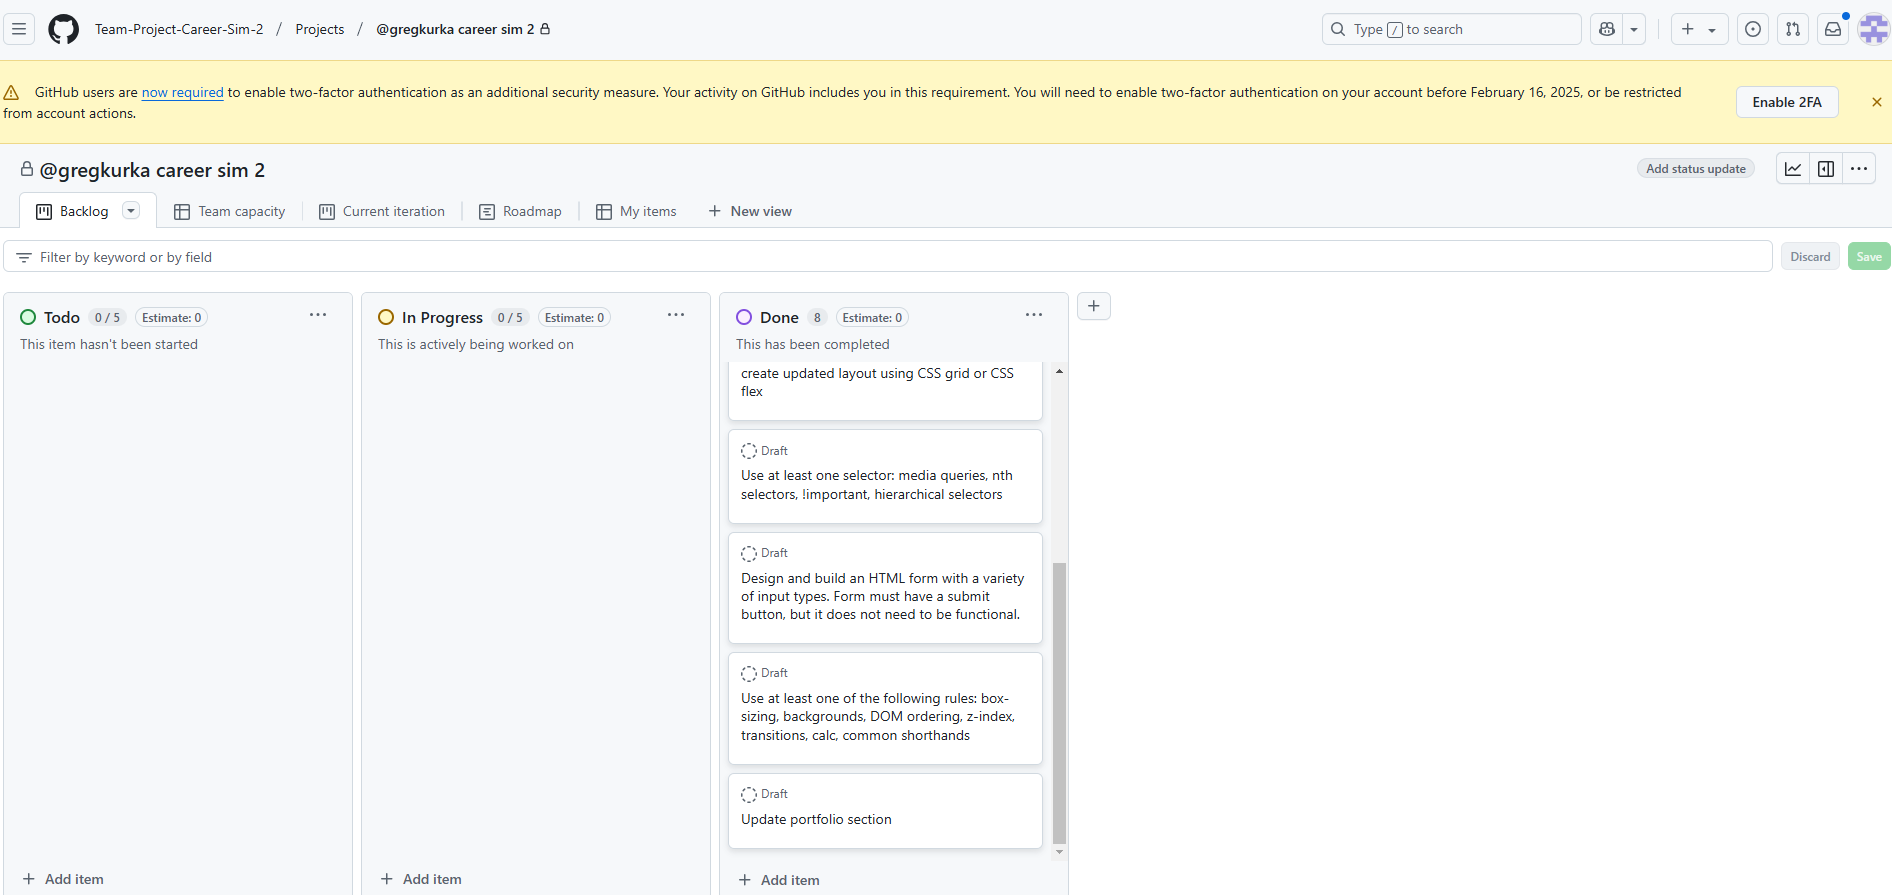 Team-Project-Career-Sim-2 / Projects / @gregkurka career sim 2
Type / to search
GitHub users are now required to enable two-factor authentication as an additional security measure. Your activity on GitHub includes you in this requirement. You will need to enable two-factor authentication on your account before February 16, 2025, or be restricted
from account actions.
Enable 2FA
@gregkurka career sim 2
Add status update
Backlog
Team capacity
Current iteration
Roadmap
My items
New view
Filter by keyword or by field
Discard
Save
Todo 0 / 5 Estimate: 0
This item hasn't been started
Add item
In Progress 0 / 5 Estimate: 0
This is actively being worked on
Add item
Done 8 Estimate: 0
This has been completed
create updated layout using CSS grid or CSS
flex
Draft
Use at least one selector: media queries, nth
selectors, !important, hierarchical selectors
Draft
Design and build an HTML form with a variety
of input types. Form must have a submit
button, but it does not need to be functional.
Draft
Use at least one of the following rules: box-
sizing, backgrounds, DOM ordering, z-index,
transitions, calc, common shorthands
Draft
Update portfolio section
Add item